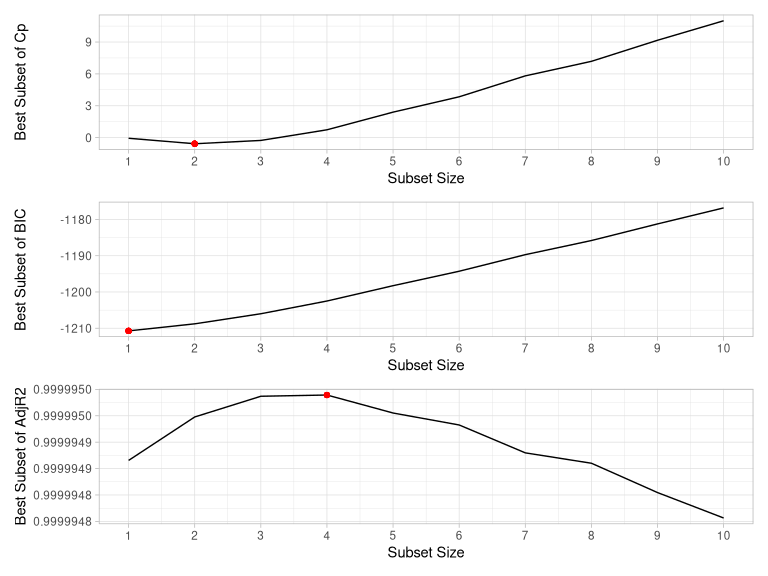 Best Subset of Cp
9
6
3
0
1 2 3 4 5 6 7 8 9 10
Subset Size
Best Subset of BIC
-1180
-1190
-1200
-1210
1 2 3 4 5 6 7 8 9 10
Subset Size
Best Subset of AdjR2
0.9999950
0.9999950
0.9999949
0.9999949
0.9999948
0.9999948
1 2 3 4 5 6 7 8 9 10
Subset Size